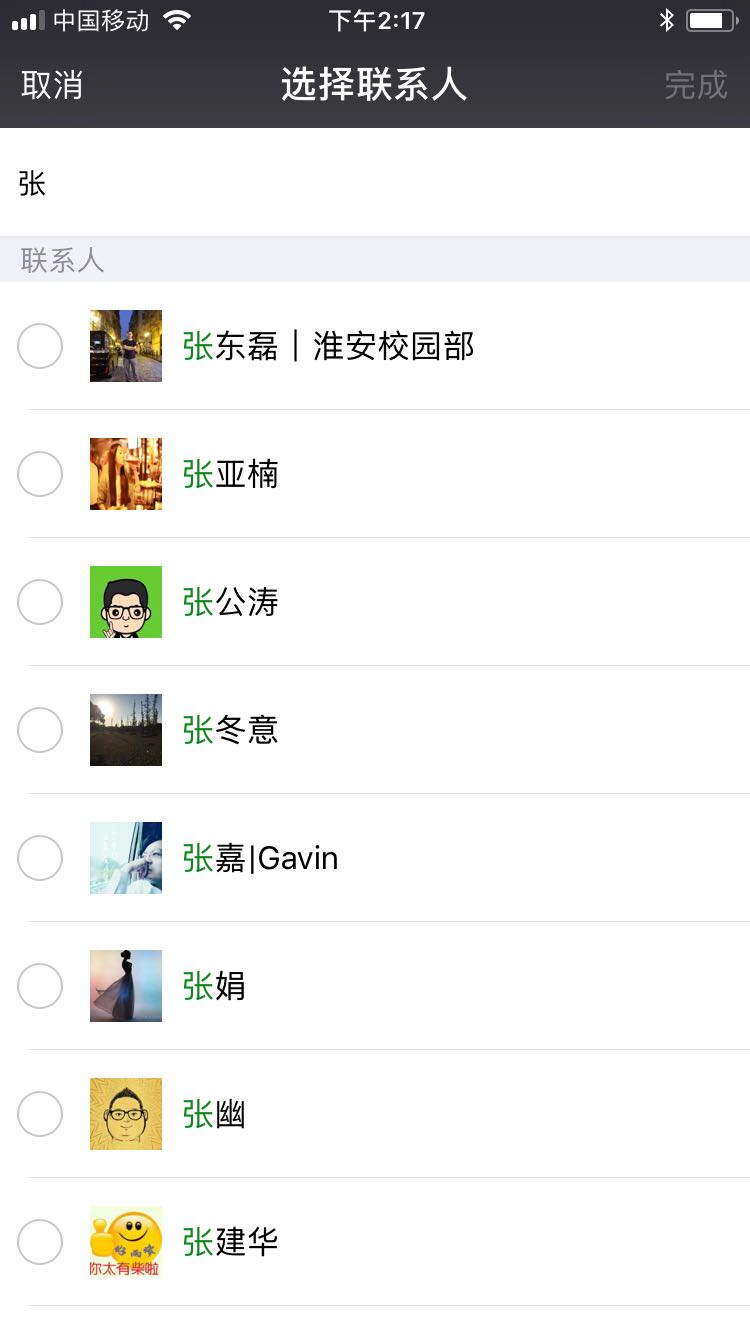 中国移动 下午2:17
取消 选择联系人 完成
张
联系人
张东磊｜淮安校园部
张亚楠
张公涛
张冬意
张嘉|Gavin
张娟
张幽
张建华
你太有柴啦